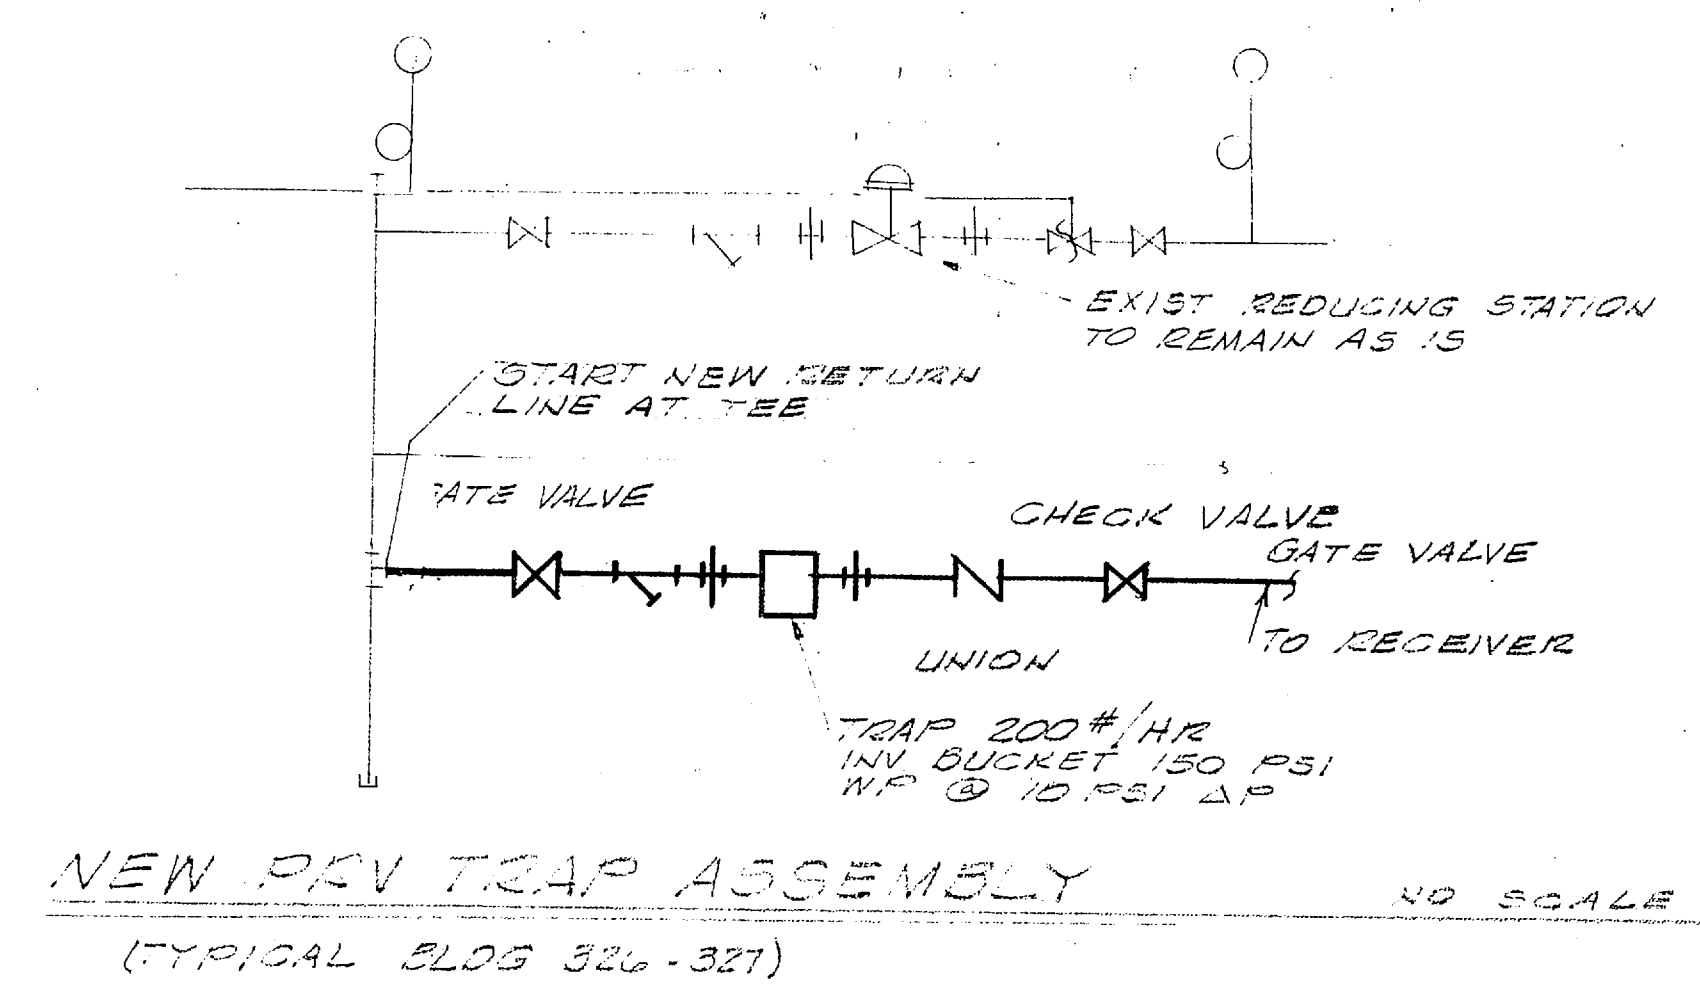 EXIST REDUCING STATION
TO REMAIN AS IS
START NEW RETURN
LINE AT TEE
GATE VALVE
CHECK VALVE
GATE VALVE
TO RECEIVER
UNION
TRAP 200#/HR
INV BUCKET 150 PSI
WP @ 10 PSI ΔP
NEW PRV TRAP ASSEMBLY
NO SCALE
(TYPICAL BLDG 326-327)